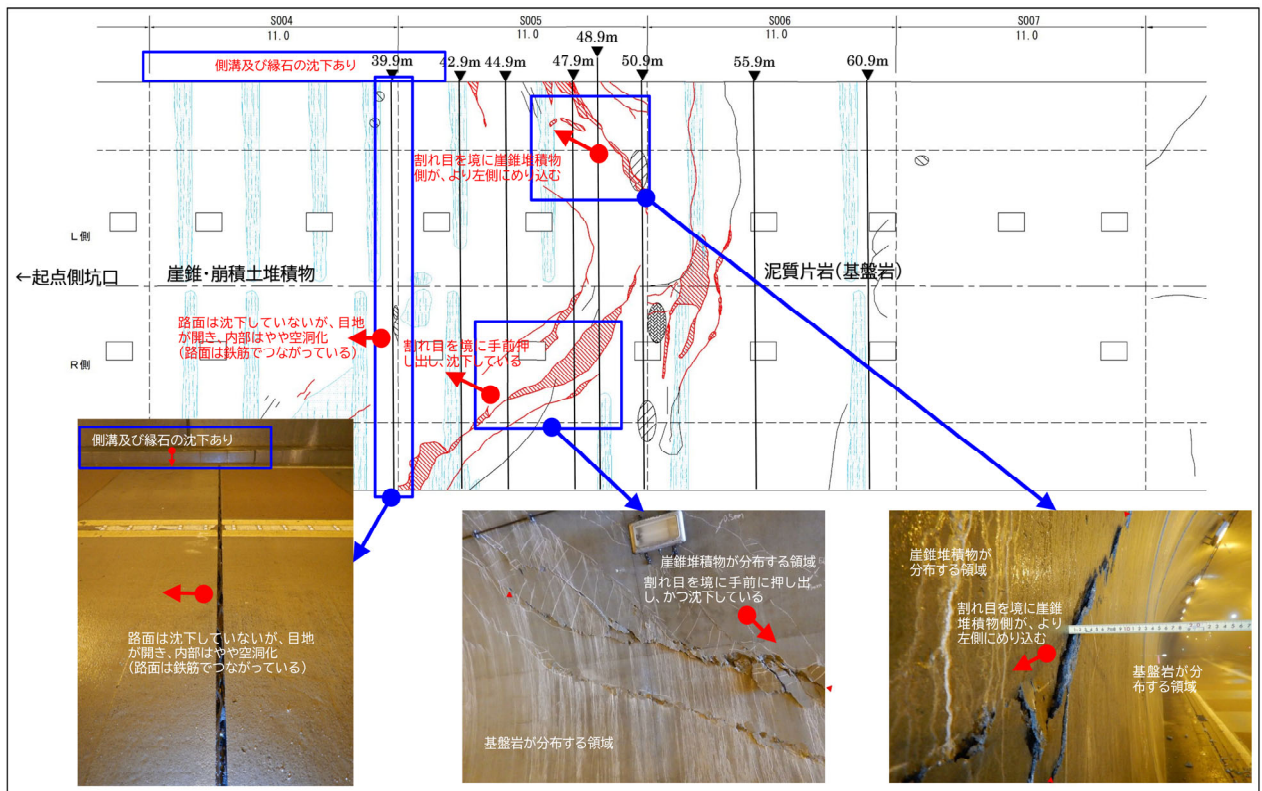 S004
S005
S006
S007
11.0
11.0
11.0
11.0
側溝及び縁石の沈下あり
39.9m
42.9m
44.9m
47.9m
48.9m
50.9m
55.9m
60.9m
割れ目を境に崖錐堆積物
側が、より左側にめり込む
L側
←起点側坑口
崖錐・崩積土堆積物
泥質片岩(基盤岩)
路面は沈下していないが、目地
が開き、内部はやや空洞化
(路面は鉄筋でつながっている)
割れ目を境に手前押
し出し、沈下している
R側
側溝及び縁石の沈下あり
路面は沈下していないが、目地
が開き、内部はやや空洞化
(路面は鉄筋でつながっている)
崖錐堆積物が分布する領域
割れ目を境に手前に押し出
し、かつ沈下している
基盤岩が分布する領域
崖錐堆積物が
分布する領域
割れ目を境に崖錐
堆積物側が、より
左側にめり込む
基盤岩が分
布する領域